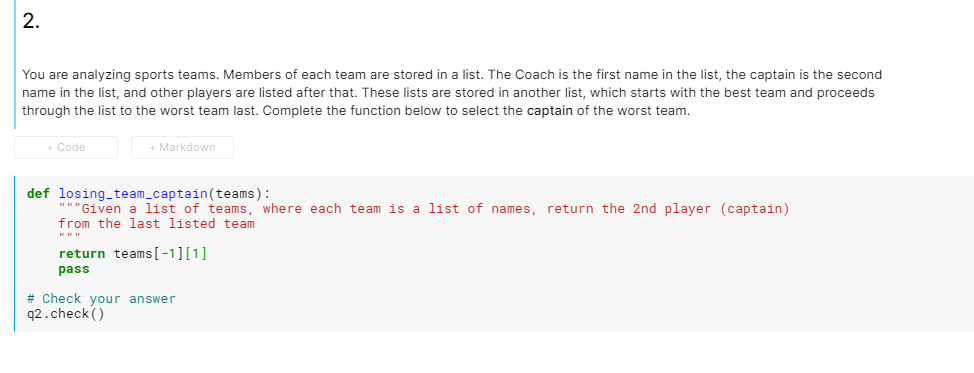 2.
You are analyzing sports teams. Members of each team are stored in a list. The Coach is the first name in the list, the captain is the second
name in the list, and other players are listed after that. These lists are stored in another list, which starts with the best team and proceeds
through the list to the worst team last. Complete the function below to select the captain of the worst team.
+ Code
+ Markdown
def losing_team_captain(teams):
    """Given a list of teams, where each team is a list of names, return the 2nd player (captain)
    from the last listed team
    """
    return teams[-1][1]
    pass
# Check your answer
q2.check()